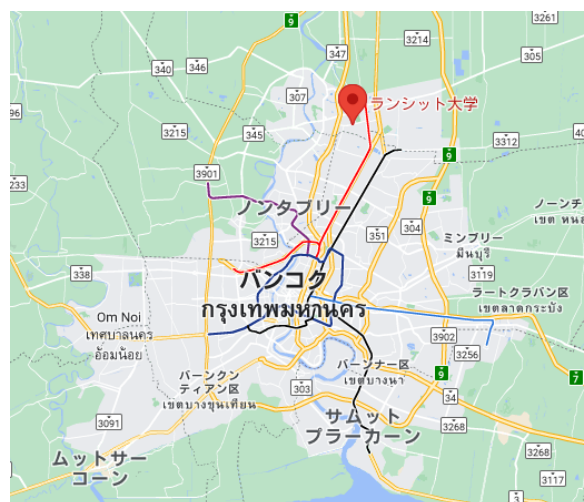 3261
9
347
3214
340
346
305
307
ランシット大学
96
3215
345
40
3312
9
233
3901
9
ノンタブリー
ノーンチ
เขต หนอ
3215
351
304
ミンブリー
มีนบุรี
338
バンコク
กรุงเทพมหานคร
3119
ラートクラバン区
เขตลาดกระบัง
Om Noi
เทศบาลนคร
อ้อมน้อย
3902
3256
バーンナー区
เขตบางนา
バーンクン
ティアン区
เขตบางขุนเทียน
303
9
7
34
3091
サムット
プラーカーン
3268
3268
ムットサー
コーン
3117
3